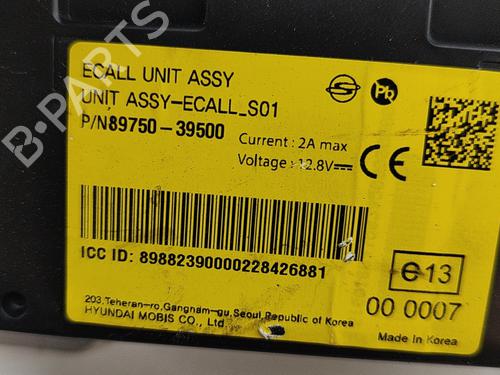 ECALL UNIT ASSY
UNIT ASSY-ECALL_S01
P/N89750-39500
Current : 2A max
Voltage : 12.8V
CE
ICC ID: 89882390000228426881
e13
00 0007
203, Teheran-ro, Gangnam-gu, Seoul, Republic of Korea
HYUNDAI MOBIS CO., Ltd
Made in Korea
B-PARTS